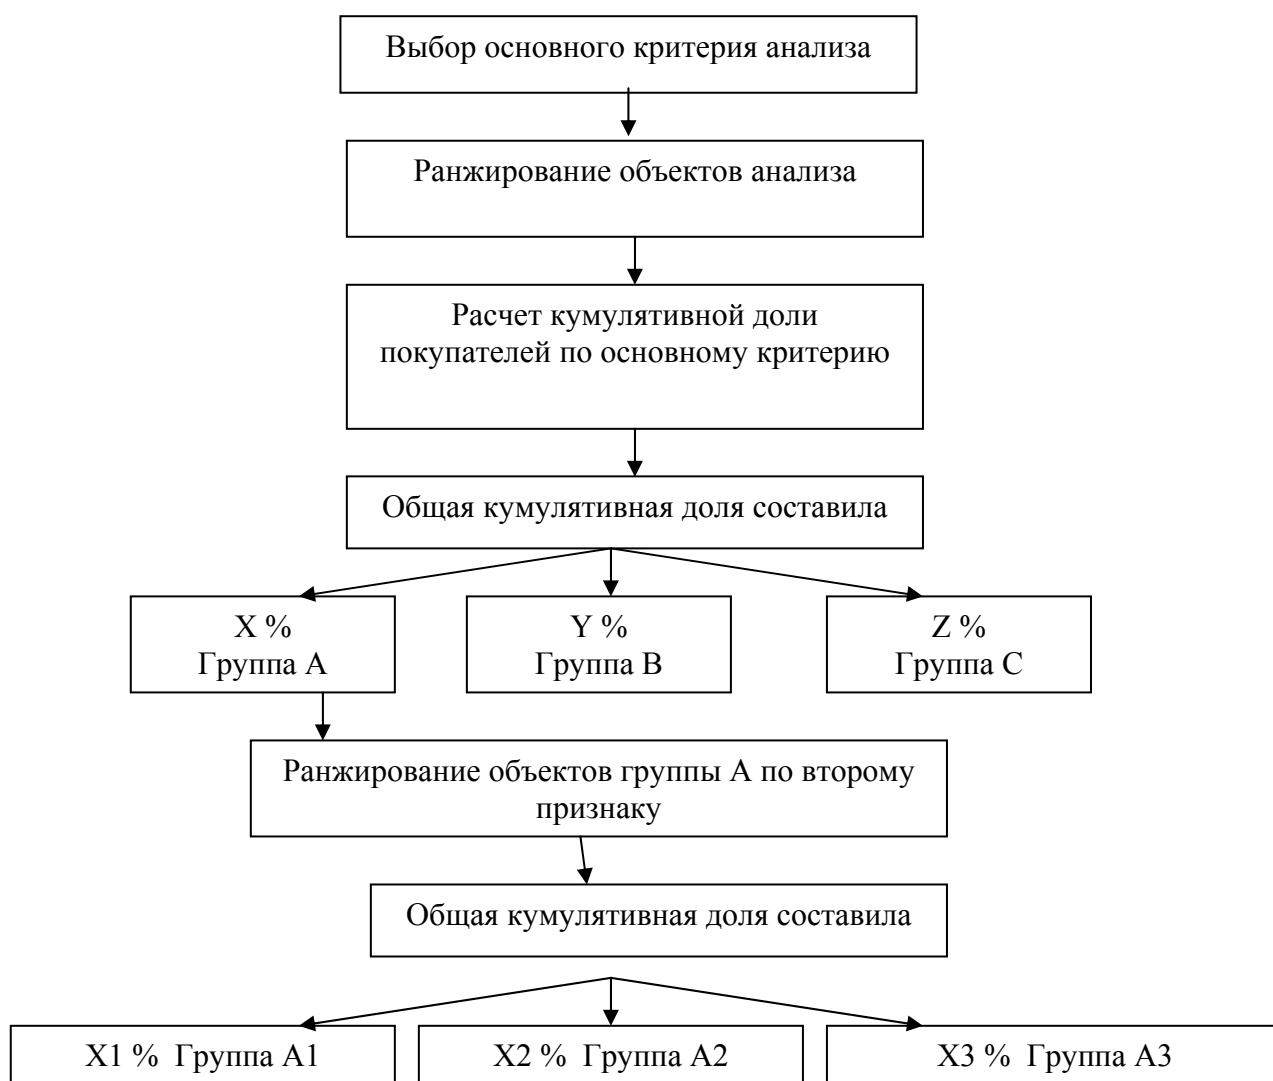 Выбор основного критерия анализа
Ранжирование объектов анализа
Расчет кумулятивной доли
покупателей по основному критерию
Общая кумулятивная доля составила
X %
Группа А
Y %
Группа В
Z %
Группа С
Ранжирование объектов группы А по второму
признаку
Общая кумулятивная доля составила
X1 % Группа А1
X2 % Группа А2
X3 % Группа А3